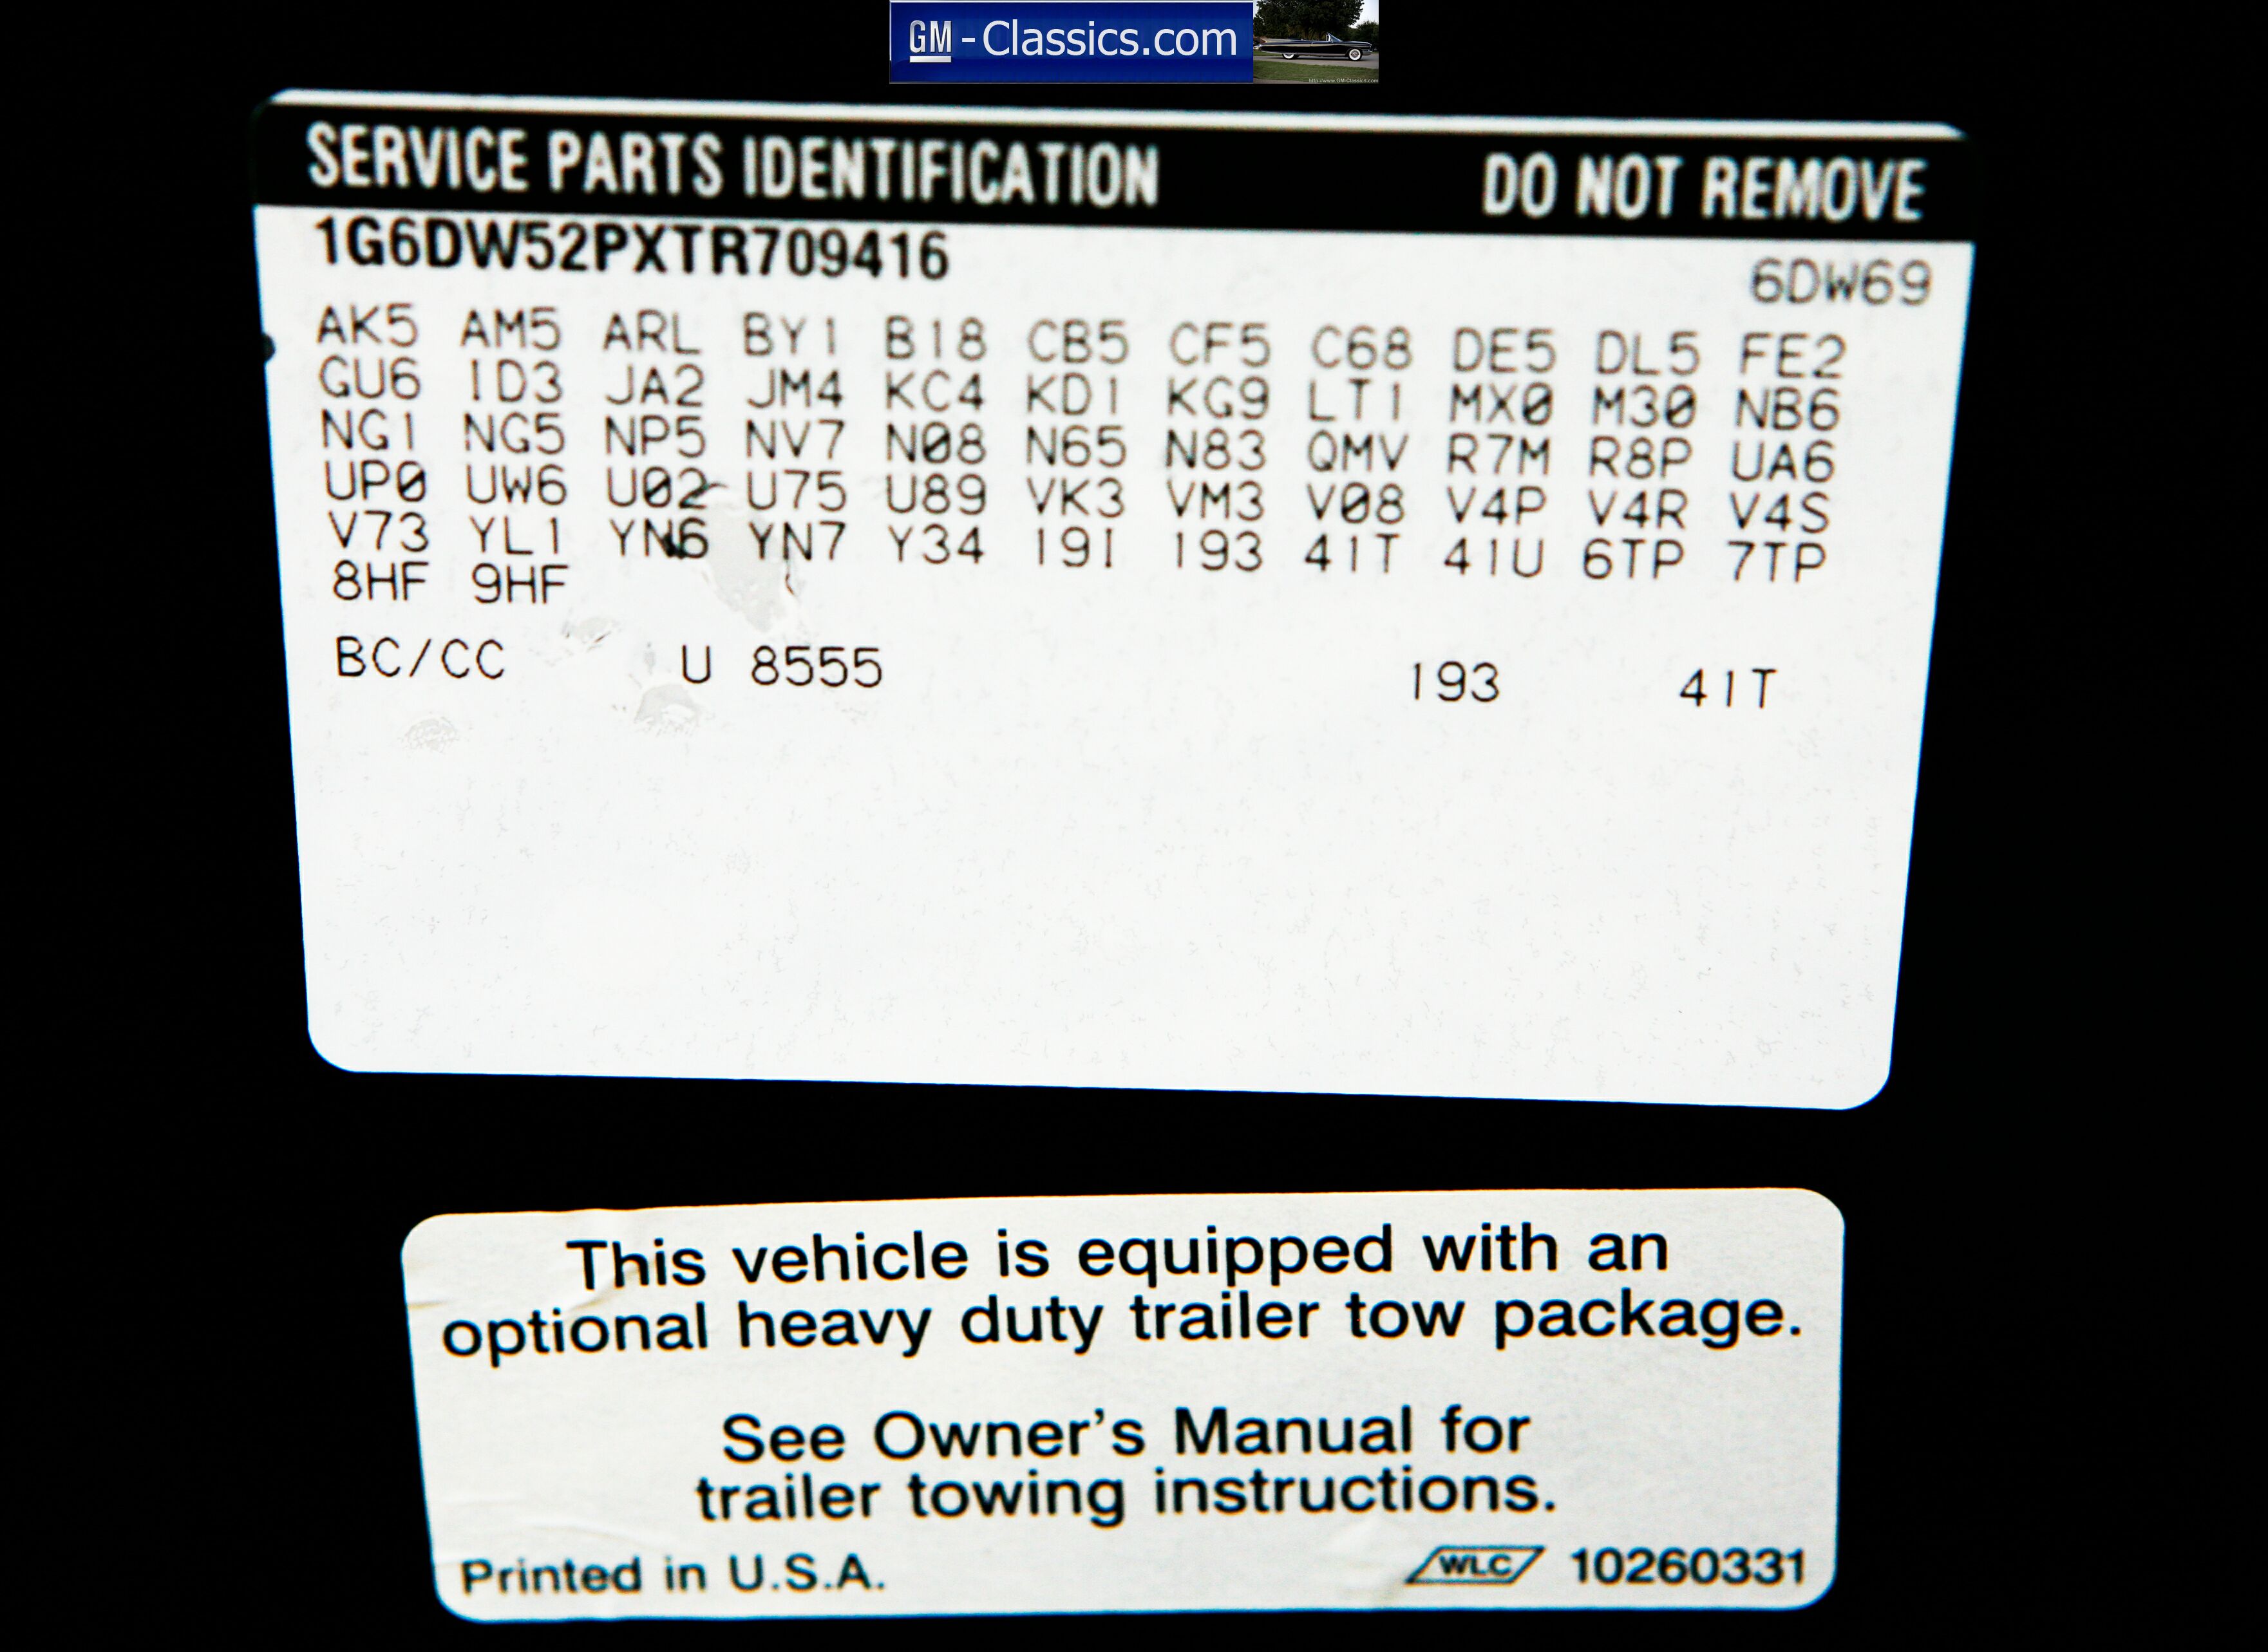 GM - Classics.com
SERVICE PARTS IDENTIFICATION DO NOT REMOVE
1G6DW52PXTR709416 6DW69
AK5 AM5 ARL BY1 B18 CB5 CF5 C68 DE5 DL5 FE2
GU6 1D3 JA2 JM4 KC4 KD1 KG9 LT1 MX0 M30 NB6
NG1 NG5 NP5 NV7 N08 N65 N83 QMV R7M R8P UA6
UP0 UW6 U02 U75 U89 VK3 VM3 V08 V4P V4R V4S
V73 YL1 YN6 YN7 Y34 19I 193 41T 41U 6TP 7TP
8HF 9HF
BC/CC U 8555 193 41T
This vehicle is equipped with an
optional heavy duty trailer tow package.
See Owner's Manual for
trailer towing instructions.
Printed in U.S.A. WLC 10260331